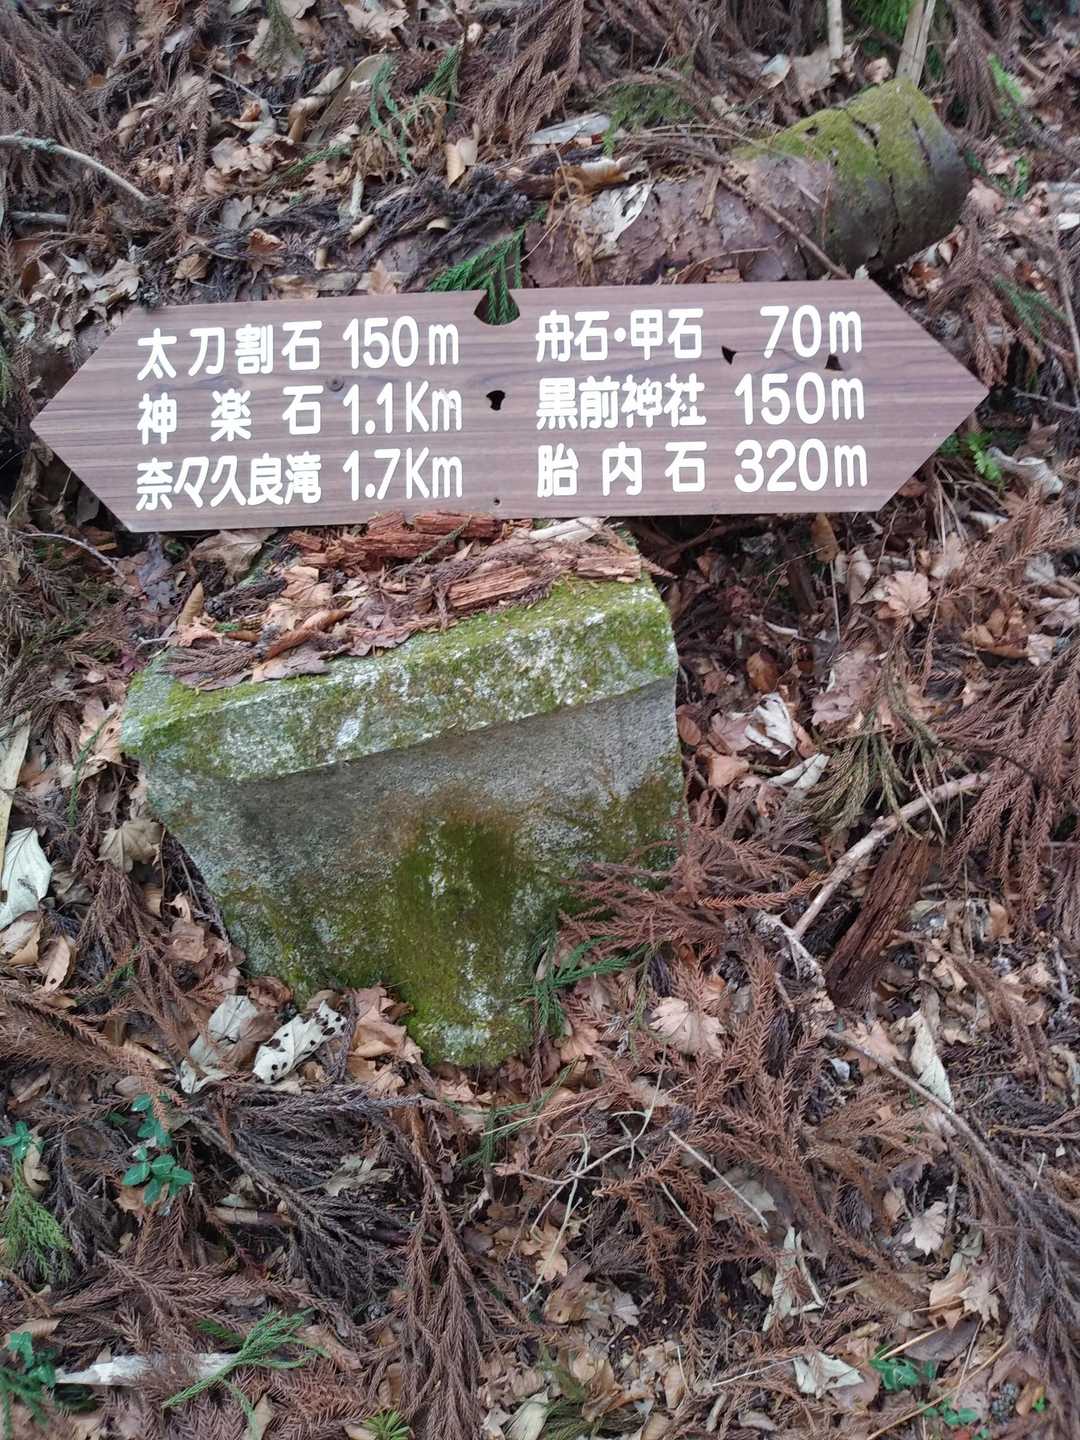 太刀割石 150m
神楽石 1.1Km
奈々久良滝 1.7Km
舟石・甲石 70m
黒前神社 150m
胎内石 320m